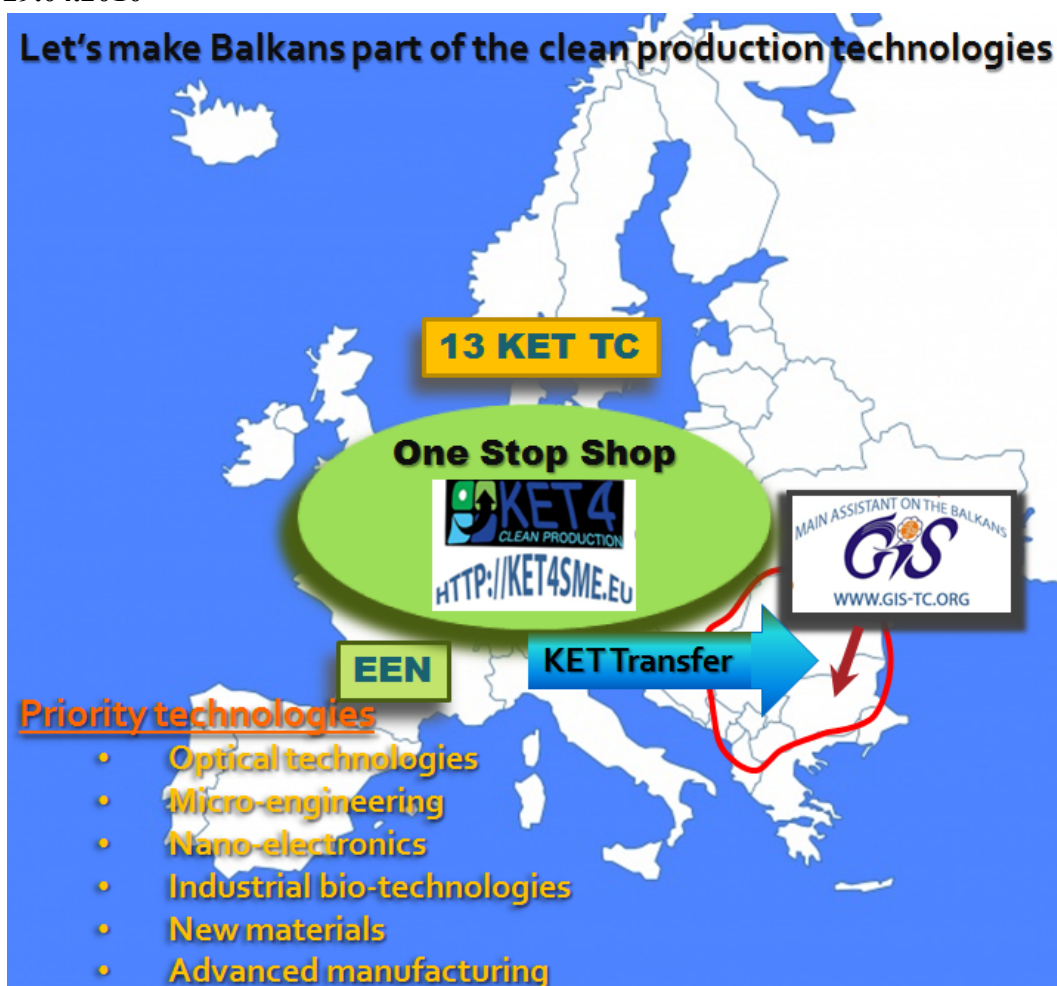 Let's make Balkans part of the clean production technologies
13 KET TC
One Stop Shop
KET4
CLEAN PRODUCTION
HTTP://KET4SME.EU
MAIN ASSISTANT ON THE BALKANS
GiS
WWW.GIS-TC.ORG
KET Transfer
EEN
Priority technologies
• Optical technologies
• Micro-engineering
• Nano-electronics
• Industrial bio-technologies
• New materials
• Advanced manufacturing